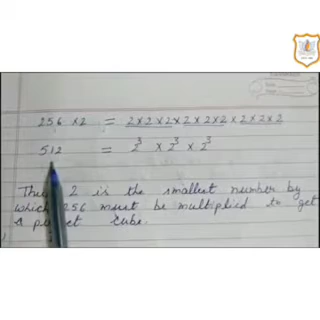 256 × 2 = 2×2×2×2×2×2×2×2×2
512 = 2³ × 2³ × 2³
2 is the smallest number by
which 256 must be multiplied to get
a cube.